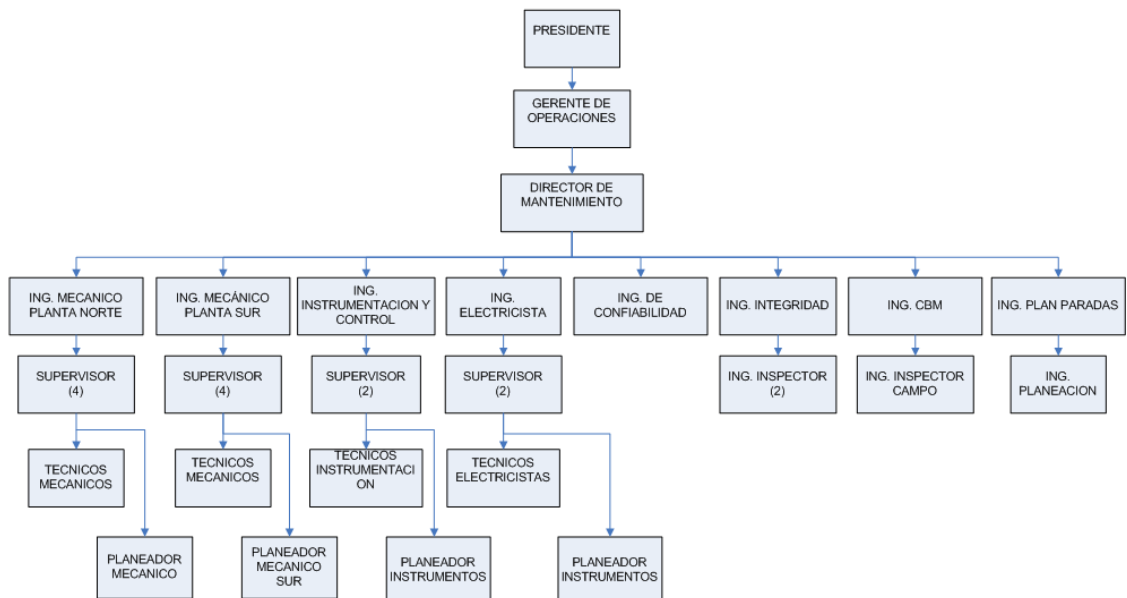 PRESIDENTE
GERENTE DE
OPERACIONES
DIRECTOR DE
MANTENIMIENTO
ING. MECANICO
PLANTA NORTE
ING. MECÁNICO
PLANTA SUR
ING.
INSTRUMENTACION Y
CONTROL
ING.
ELECTRICISTA
ING. DE
CONFIABILIDAD
ING. INTEGRIDAD
ING. CBM
ING. PLAN PARADAS
SUPERVISOR
(4)
SUPERVISOR
(4)
SUPERVISOR
(2)
SUPERVISOR
(2)
ING. INSPECTOR
(2)
ING. INSPECTOR
CAMPO
ING.
PLANEACION
TECNICOS
MECANICOS
TECNICOS
MECANICOS
TECNICOS
INSTRUMENTACI
ON
TECNICOS
ELECTRICISTAS
PLANEADOR
MECANICO
PLANEADOR
MECANICO
SUR
PLANEADOR
INSTRUMENTOS
PLANEADOR
INSTRUMENTOS